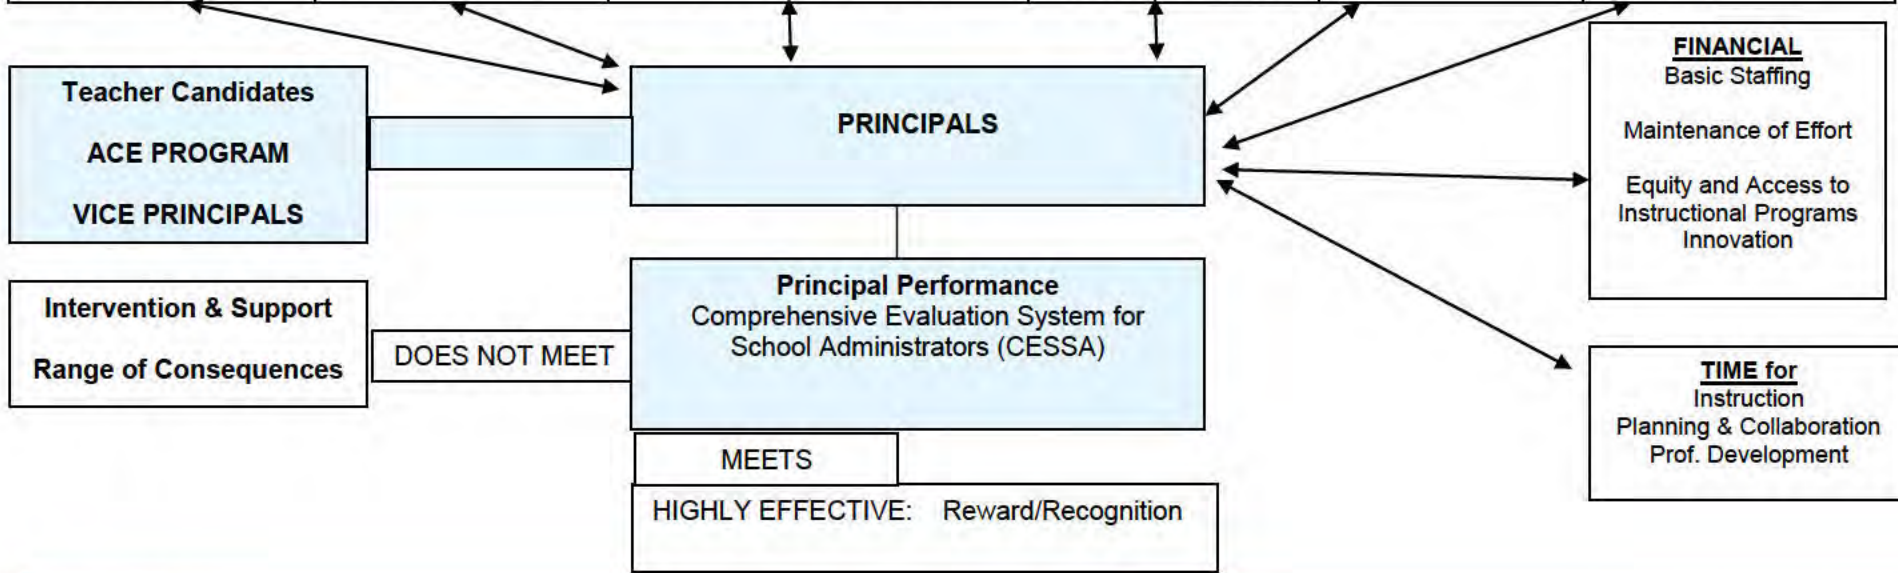 Teacher Candidates
ACE PROGRAM
VICE PRINCIPALS
PRINCIPALS
FINANCIAL
Basic Staffing
Maintenance of Effort
Equity and Access to
Instructional Programs
Innovation
Intervention & Support
Range of Consequences
DOES NOT MEET
Principal Performance
Comprehensive Evaluation System for
School Administrators (CESSA)
TIME for
Instruction
Planning & Collaboration
Prof. Development
MEETS
HIGHLY EFFECTIVE: Reward/Recognition